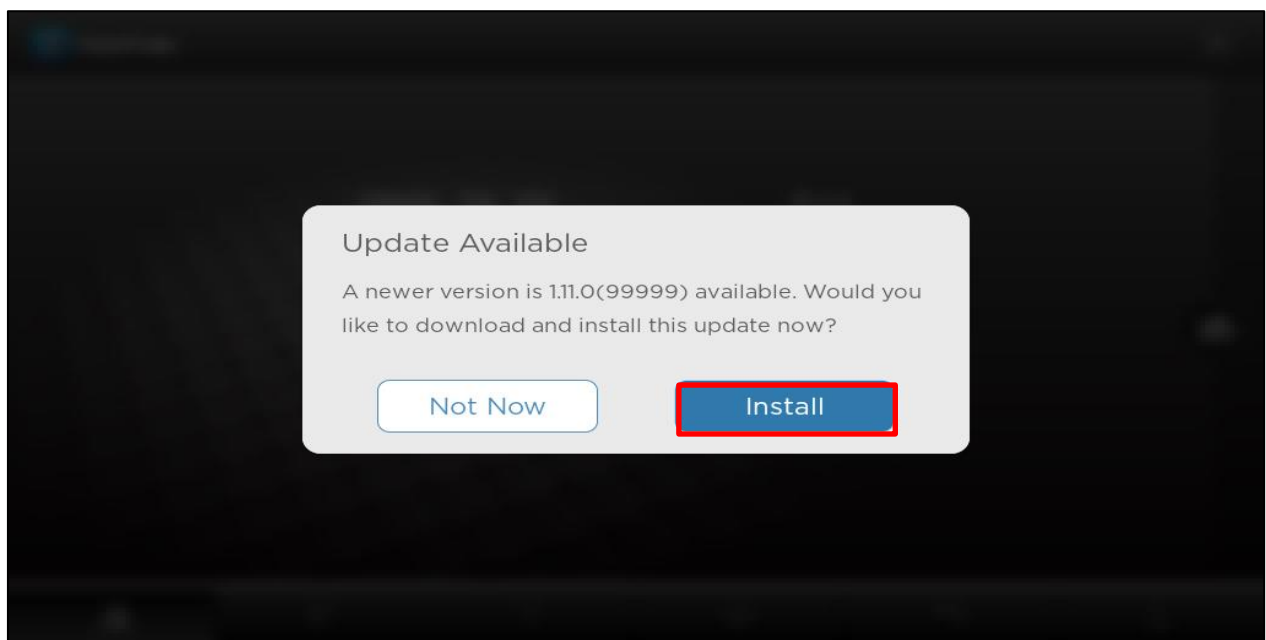 Update Available
A newer version is 1.11.0(99999) available. Would you
like to download and install this update now?
Not Now
Install